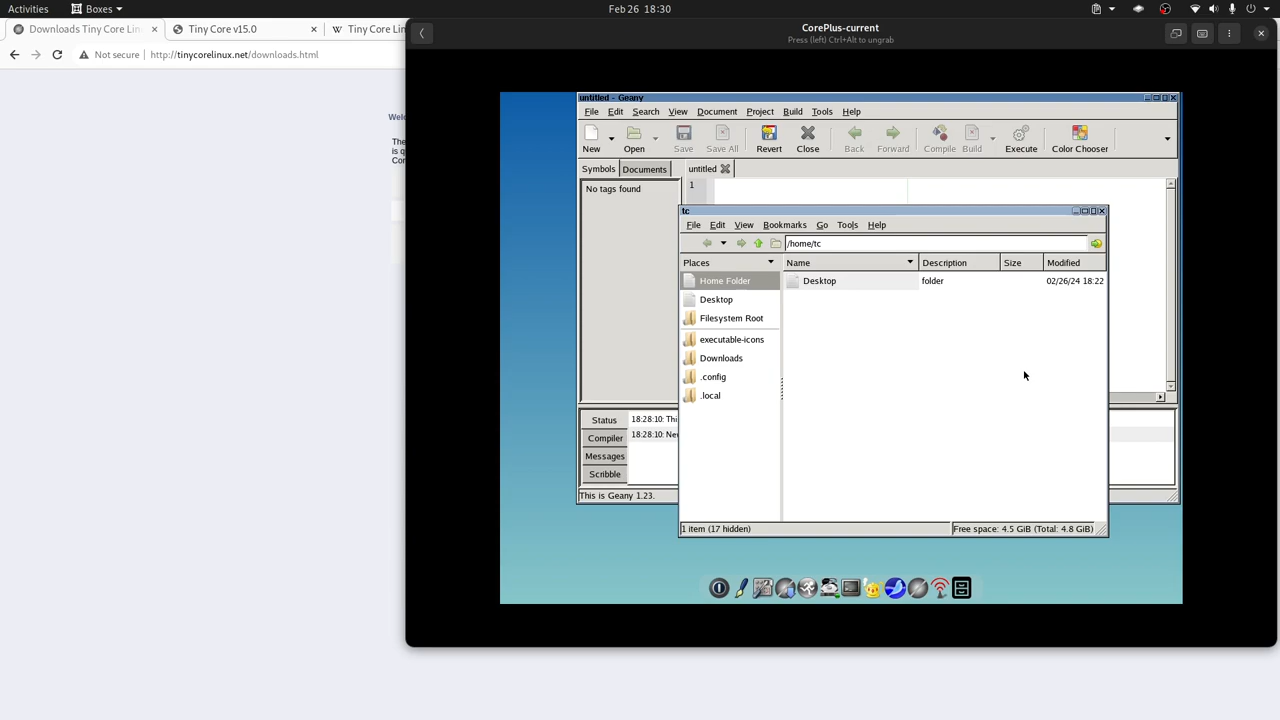 Activities
Boxes
Feb 26 18:30
Downloads Tiny Core Lin
Tiny Core v15.0
Tiny Core Lin
Not secure
http://tinycorelinux.net/downloads.html
CorePlus-current
Press (left) Ctrl+Alt to ungrab
Welc
The
is q
Co
untitled - Geany
File Edit Search View Document Project Build Tools Help
New Open Save Save All Revert Close Back Forward Compile Build Execute Color Chooser
Symbols Documents untitled
No tags found
1
tc
File Edit View Bookmarks Go Tools Help
/home/tc
Places Name Description Size Modified
Home Folder Desktop folder 02/26/24 18:22
Desktop
Filesystem Root
executable-icons
Downloads
.config
.local
Status 18:28:10: Thi
Compiler 18:28:10: Ne
Messages
Scribble
This is Geany 1.23.
1 item (17 hidden) Free space: 4.5 GiB (Total: 4.8 GiB)